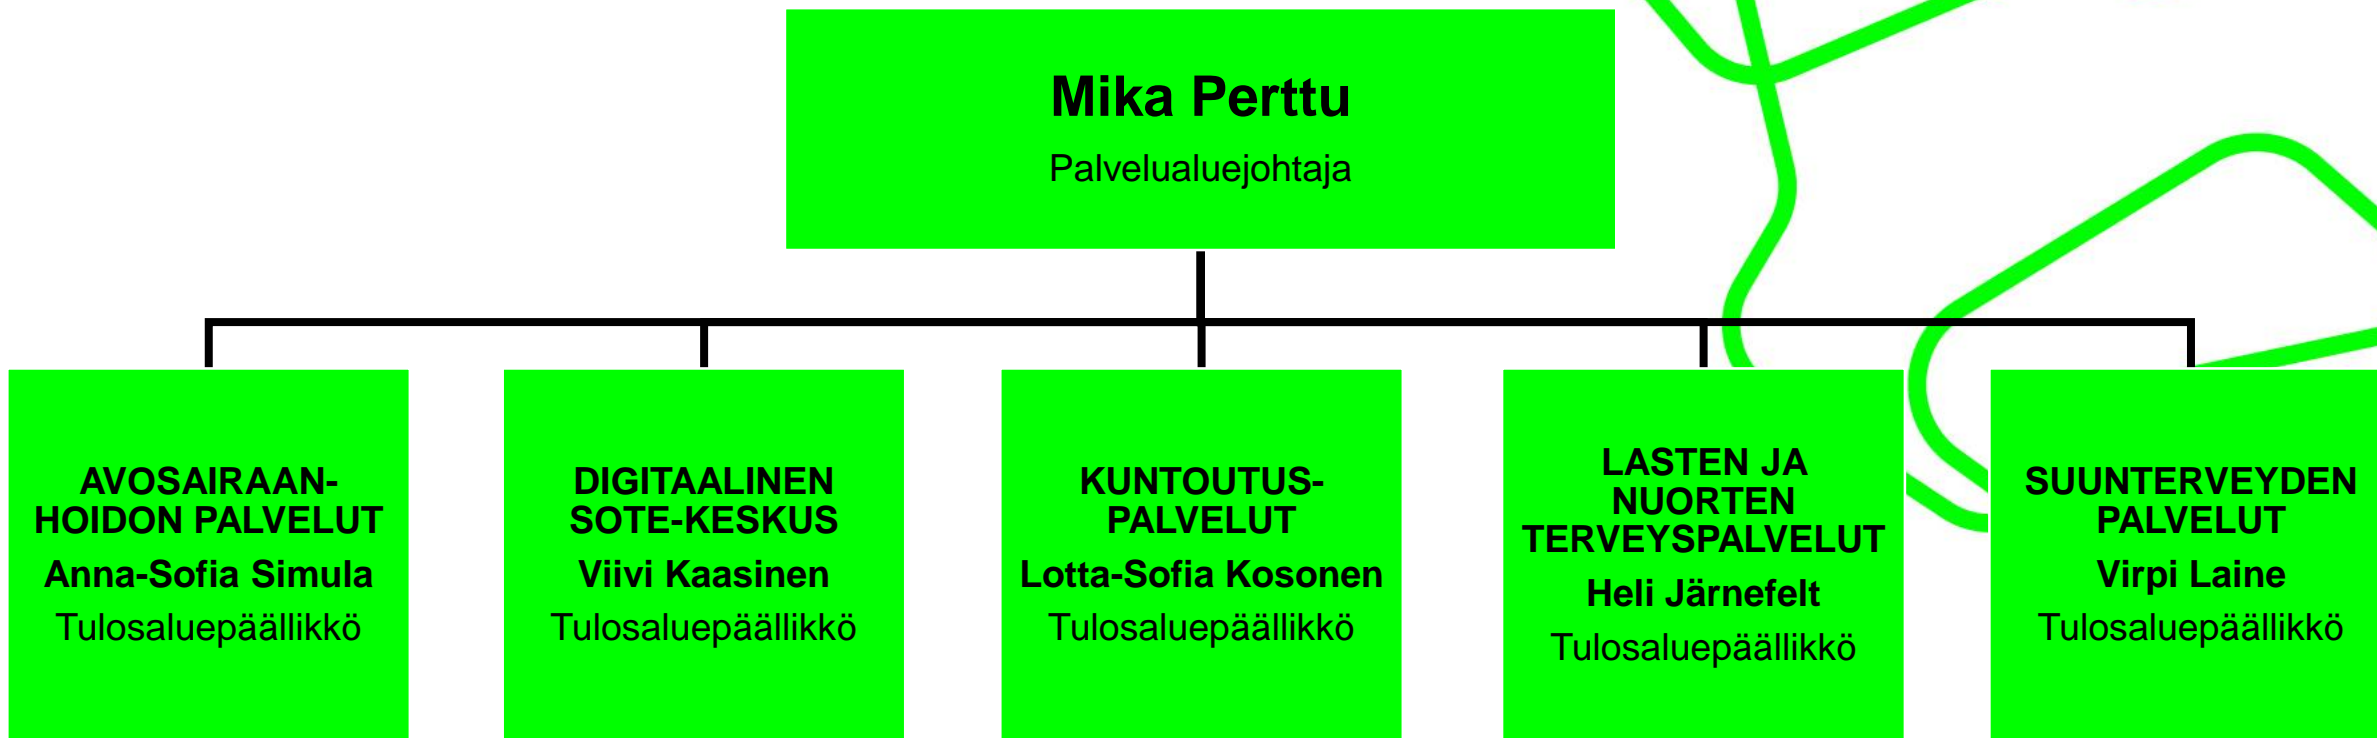 Mika Perttu
Palvelualuejohtaja
AVOSAIRAAN-
HOIDON PALVELUT
Anna-Sofia Simula
Tulosaluepäällikkö
DIGITAALINEN
SOTE-KESKUS
Viivi Kaasinen
Tulosaluepäällikkö
KUNTOUTUS-
PALVELUT
Lotta-Sofia Kosonen
Tulosaluepäällikkö
LASTEN JA
NUORTEN
TERVEYSPALVELUT
Heli Järnefelt
Tulosaluepäällikkö
SUUNTERVEYDEN
PALVELUT
Virpi Laine
Tulosaluepäällikkö